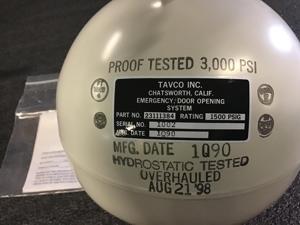 PROOF TESTED 3,000 PSI
TAVCO INC.
CHATSWORTH, CALIF.
EMERGENCY/DOOR OPENING
SYSTEM
PART NO. 23111384 RATING 1500 PSIG
SERIAL NO. 1002
MFG. DATE 1Q90
MFG. DATE 1Q90
HYDROSTATIC TESTED
OVERHAULED
AUG 21 '98